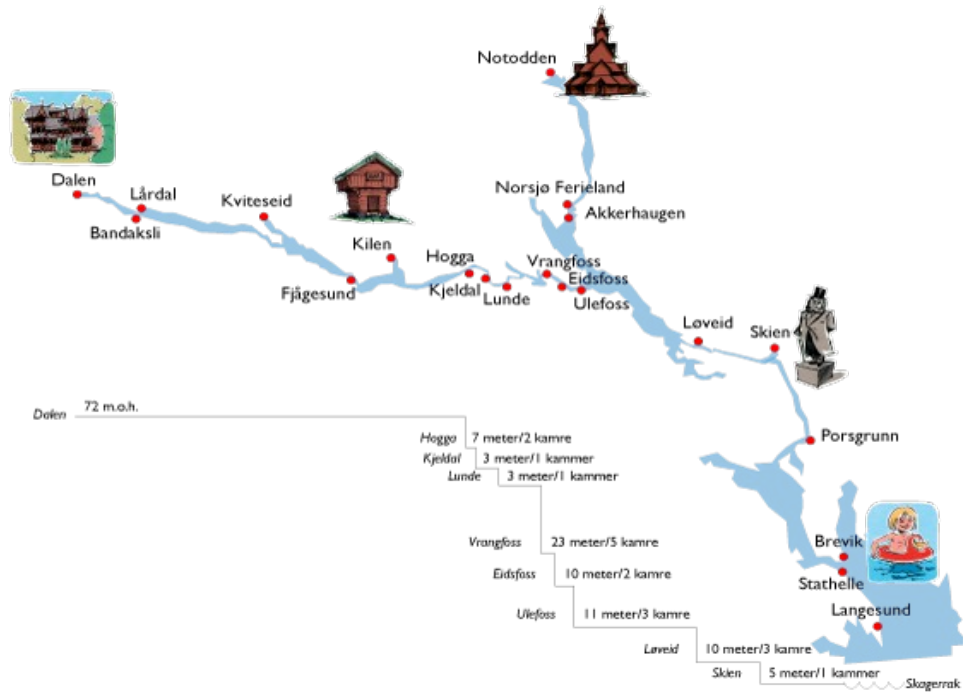 Notodden
Dalen
Lårdal
Bandaksli
Kviteseid
Norsjø Ferieland
Akkerhaugen
Kilen
Hogga
Vrangfoss
Fjågesund
Kjeldal
Lunde
Eidsfoss
Ulefoss
Løveid
Skien
Porsgrunn
Brevik
Stathelle
Langesund
Dalen 72 m.o.h.
Hogga 7 meter/2 kamre
Kjeldal 3 meter/1 kammer
Lunde 3 meter/1 kammer
Vrangfoss 23 meter/5 kamre
Eidsfoss 10 meter/2 kamre
Ulefoss 11 meter/3 kamre
Løveid 10 meter/3 kamre
Skien 5 meter/1 kammer
Skagerrak